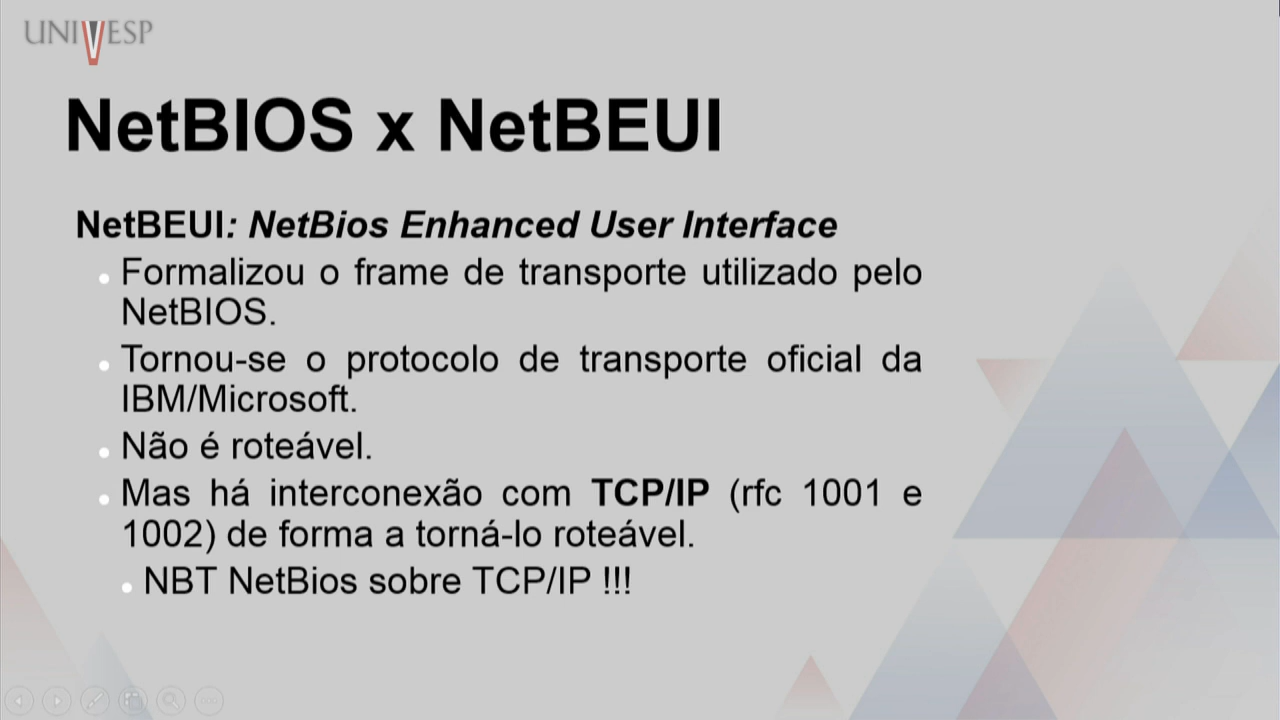 UNIVESP
NetBIOS x NetBEUI
NetBEUI: NetBios Enhanced User Interface
Formalizou o frame de transporte utilizado pelo
NetBIOS.
Tornou-se o protocolo de transporte oficial da
IBM/Microsoft.
Não é roteável.
Mas há interconexão com TCP/IP (rfc 1001 e
1002) de forma a torná-lo roteável.
NBT NetBios sobre TCP/IP !!!